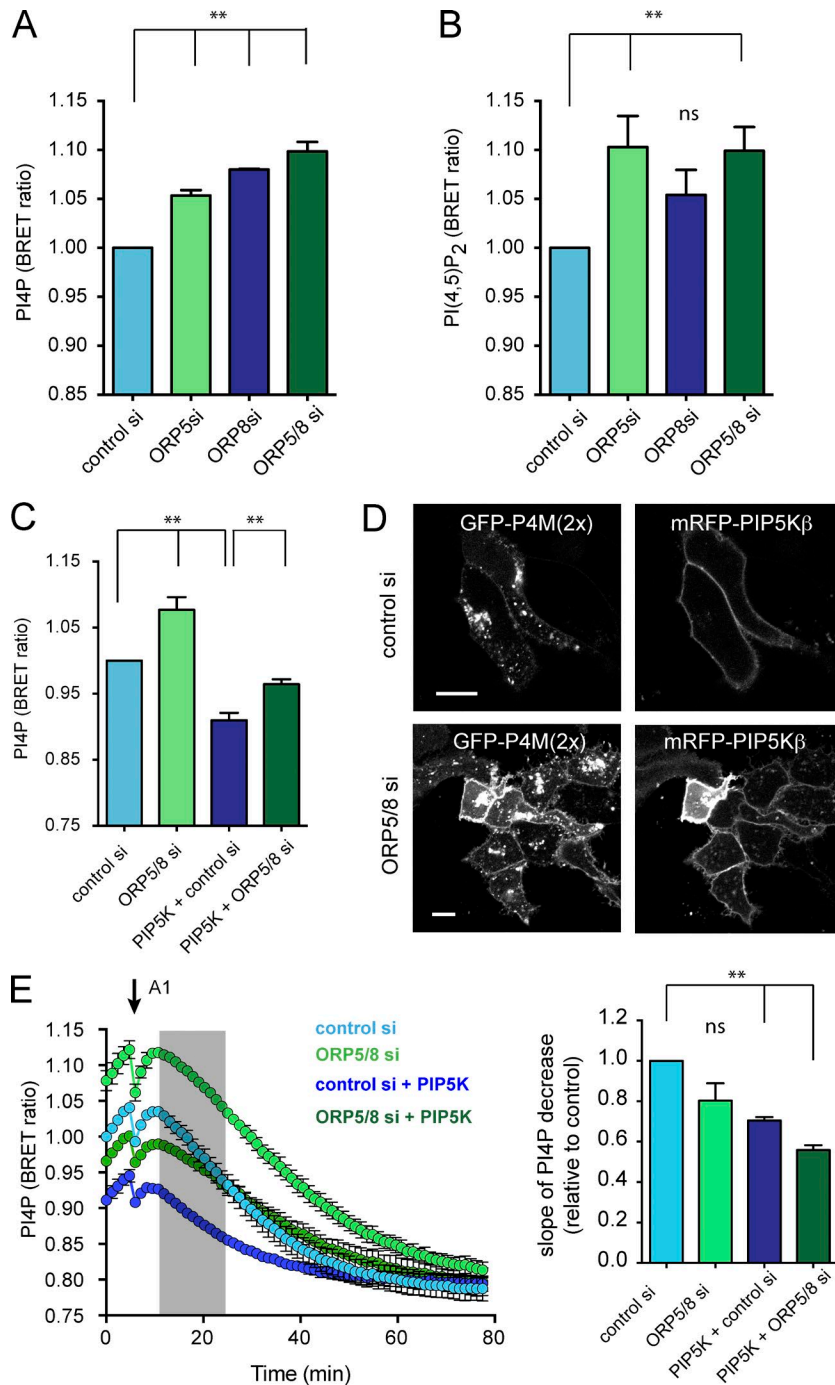 A
**
PI4P (BRET ratio)
1.15
1.10
1.05
1.00
0.95
0.90
0.85
control si
ORP5si
ORP8si
ORP5/8 si
B
**
ns
PI(4,5)P2 (BRET ratio)
1.15
1.10
1.05
1.00
0.95
0.90
0.85
control si
ORP5si
ORP8si
ORP5/8 si
C
** **
PI4P (BRET ratio)
1.15
1.05
0.95
0.85
0.75
control si
ORP5/8 si
PIP5K + control si
PIP5K + ORP5/8 si
D
GFP-P4M(2x) mRFP-PIP5Kβ
control si
GFP-P4M(2x) mRFP-PIP5Kβ
ORP5/8 si
E
A1
PI4P (BRET ratio)
1.15
1.10
1.05
1.00
0.95
0.90
0.85
0.80
0.75
0 20 40 60 80
Time (min)
control si
ORP5/8 si
control si + PIP5K
ORP5/8 si + PIP5K
**
ns
slope of PI4P decrease
(relative to control)
1.2
1.0
0.8
0.6
0.4
0.2
0.0
control si
ORP5/8 si
PIP5K + control si
PIP5K + ORP5/8 si